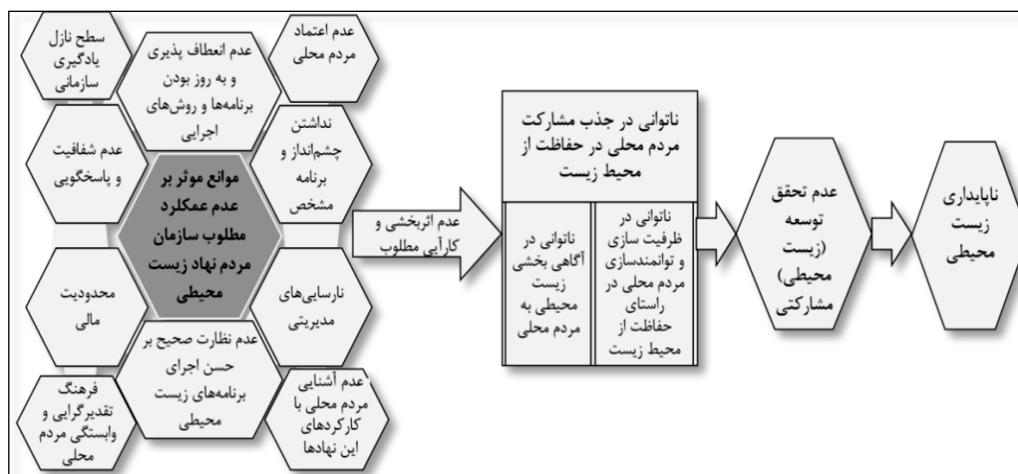 سطح نازل
یادگیری
سازمانی
عدم انعطاف پذیری
و به روز بودن
برنامه‌ها و روش‌های
اجرایی
عدم اعتماد
مردم محلی
عدم شفافیت
و پاسخگویی
نداشتن
چشم‌انداز و
برنامه
مشخص
موانع موثر بر
عدم عمکلرد
مطلوب سازمان
مردم نهاد زیست
محیطی
محدودیت
مالی
نارسایی‌های
مدیریتی
فرهنگ
تقدیرگرایی و
وابستگی مردم
محلی
عدم نظارت صحیح بر
حسن اجرای
برنامه‌های زیست
محیطی
عدم آشنایی
مردم محلی با
کارکردهای
این نهادها
عدم اثربخشی و
کارآیی مطلوب
ناتوانی در جذب مشارکت
مردم محلی در حفاظت از
محیط زیست
ناتوانی در
آگاهی بخشی
زیست
محیطی به
مردم محلی
ناتوانی در
ظرفیت سازی
و توانمندسازی
مردم محلی در
راستای
حفاظت از
محیط زیست
عدم تحقق
توسعه
(زیست
محیطی)
مشارکتی
ناپایداری
زیست
محیطی